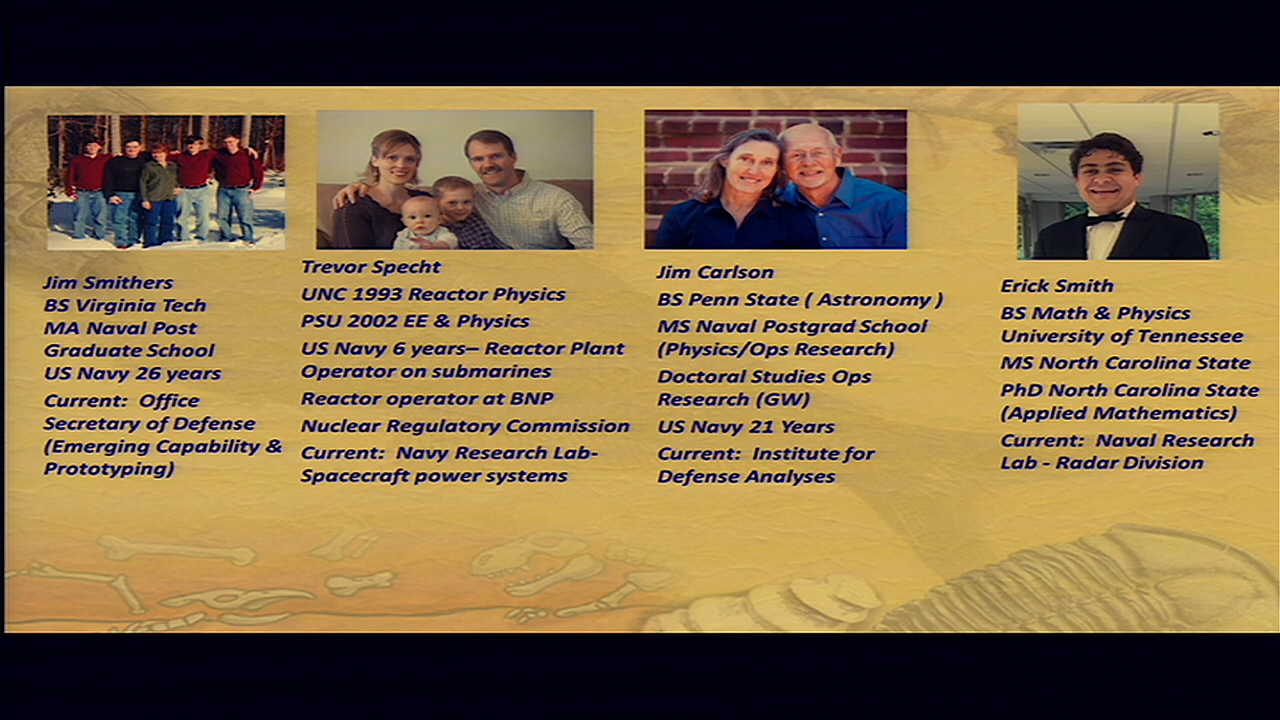 Jim Smithers
BS Virginia Tech
MA Naval Post
Graduate School
US Navy 26 years
Current: Office
Secretary of Defense
(Emerging Capability &
Prototyping)
Trevor Specht
UNC 1993 Reactor Physics
PSU 2002 EE & Physics
US Navy 6 years– Reactor Plant
Operator on submarines
Reactor operator at BNP
Nuclear Regulatory Commission
Current: Navy Research Lab-
Spacecraft power systems
Jim Carlson
BS Penn State ( Astronomy )
MS Naval Postgrad School
(Physics/Ops Research)
Doctoral Studies Ops
Research (GW)
US Navy 21 Years
Current: Institute for
Defense Analyses
Erick Smith
BS Math & Physics
University of Tennessee
MS North Carolina State
PhD North Carolina State
(Applied Mathematics)
Current: Naval Research
Lab - Radar Division